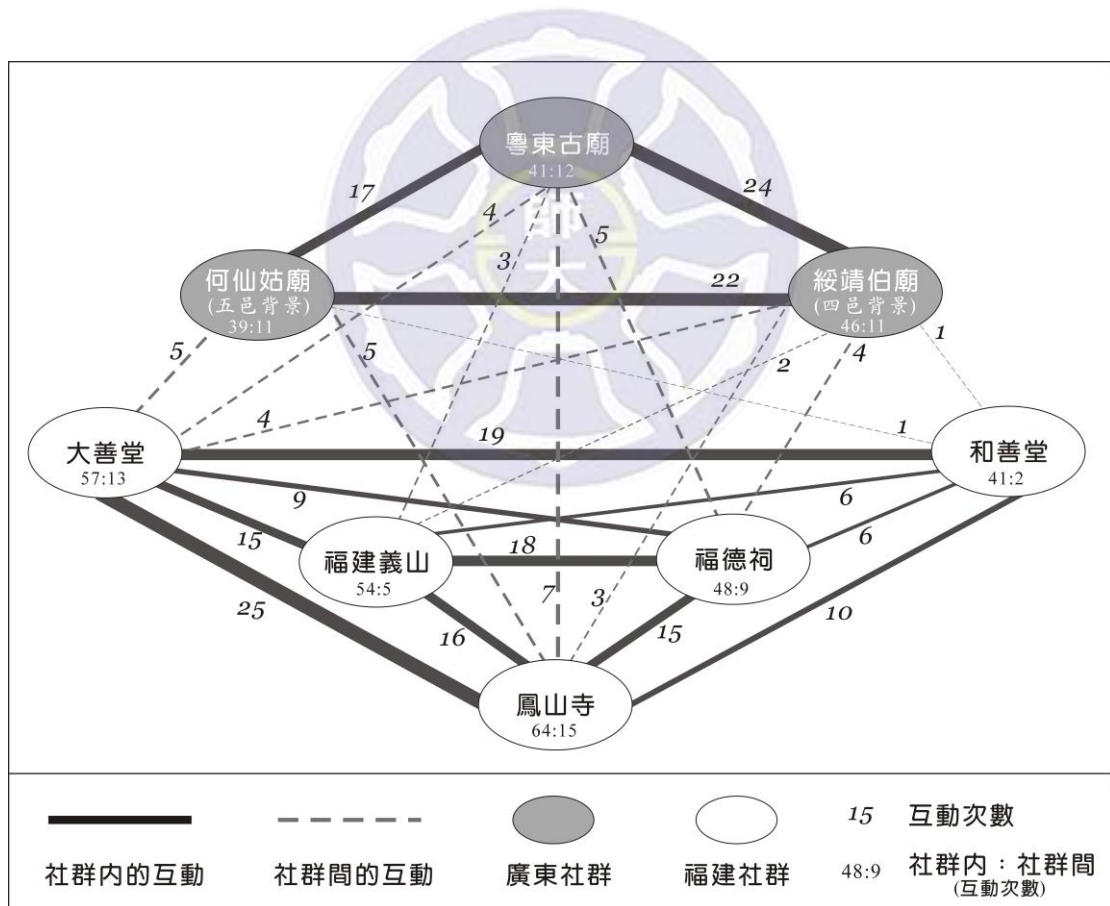 粵東古廟
41:12
師
大
17
24
4
3
5
何仙姑廟
(五邑背景)
39:11
22
綏靖伯廟
(四邑背景)
46:11
5
5
2
4
1
4
19
1
大善堂
57:13
和善堂
41:2
9
6
15
18
6
福建義山
54:5
福德祠
48:9
25
16
7
3
15
10
鳳山寺
64:15
15 互動次數
社群內的互動
社群間的互動
廣東社群
福建社群
48:9 社群內：社群間
(互動次數)